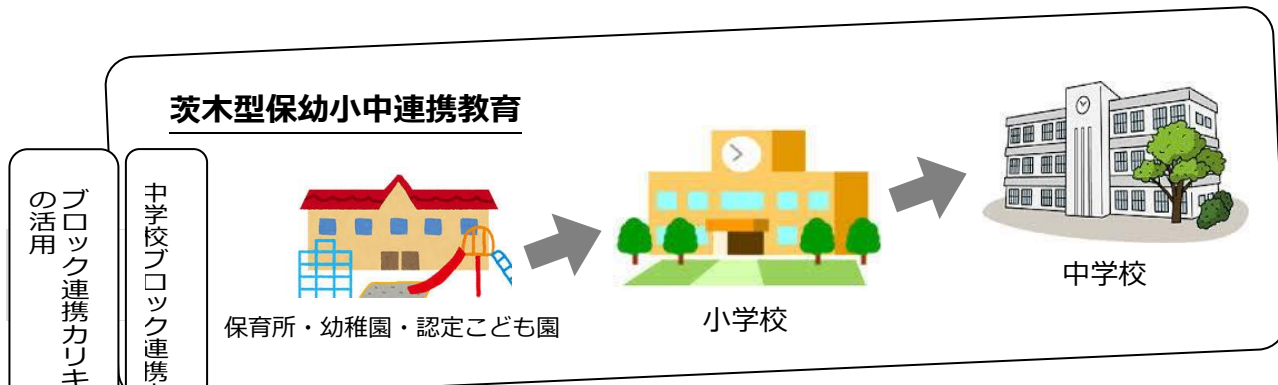 茨木型保幼小中連携教育
保育所・幼稚園・認定こども園
小学校
中学校
中学校ブロック連携
ブロック連携カリキ
の活用